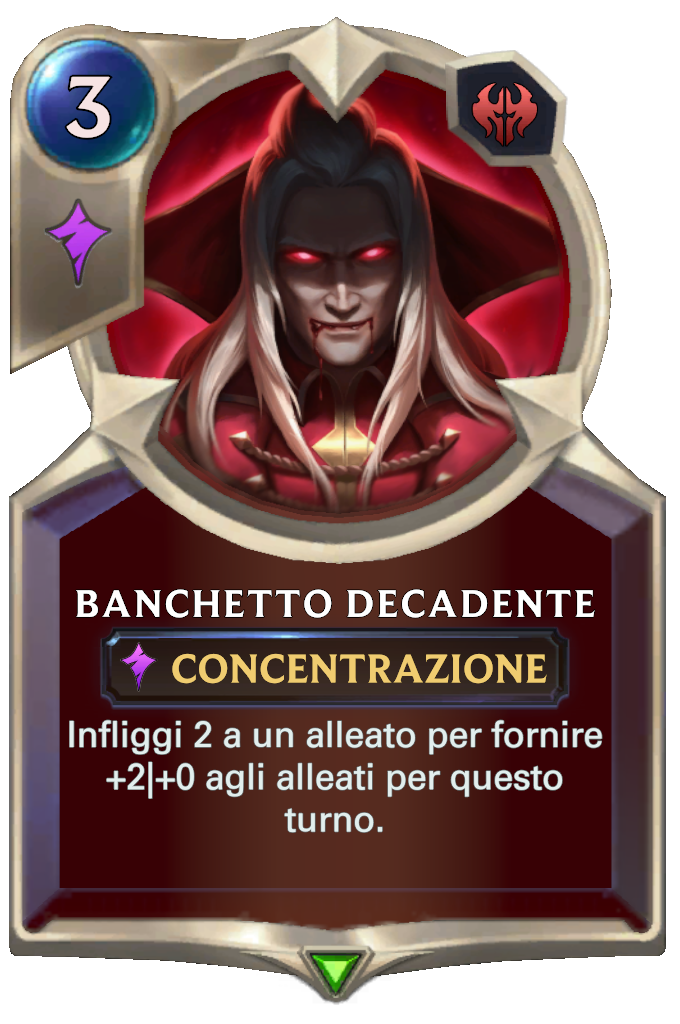 3
BANCHETTO DECADENTE
CONCENTRAZIONE
Infliggi 2 a un alleato per fornire
+2|+0 agli alleati per questo
turno.